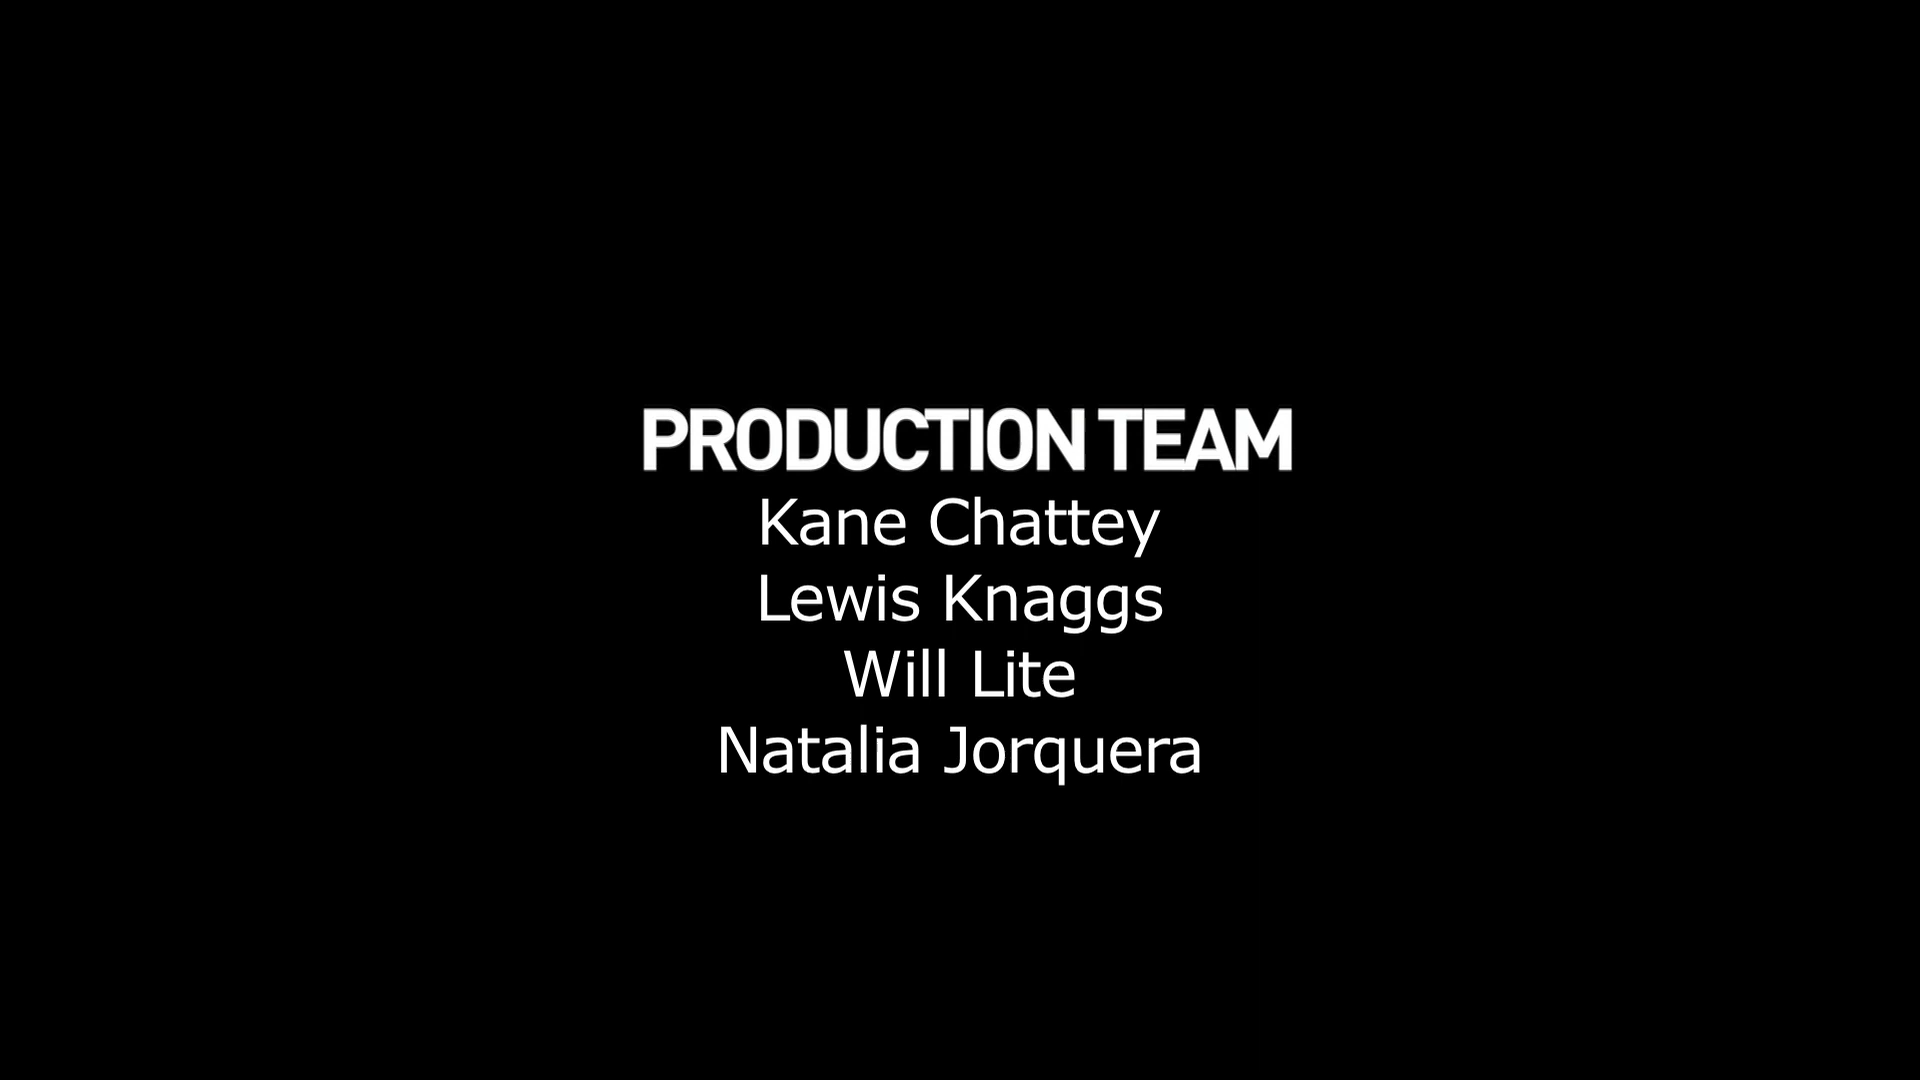 PRODUCTION TEAM
Kane Chattey
Lewis Knaggs
Will Lite
Natalia Jorquera